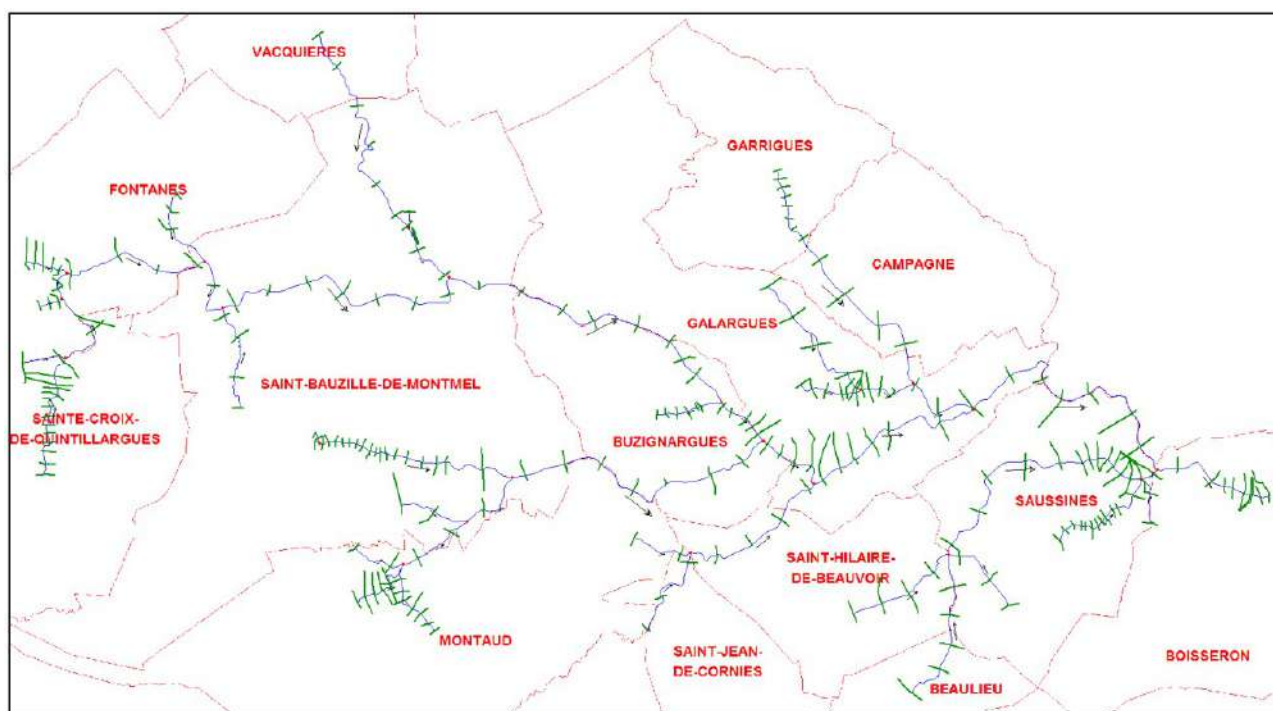 VACQUIERES
GARRIGUES
FONTANES
CAMPAGNE
GALARGUES
SAINT-BAUZILLE-DE-MONTMEL
SAINTE-CROIX-
DE-QUINTILLARGUES
BUZIGNARGUES
SAUSSINES
SAINT-HILAIRE-
DE-BEAUVOIR
MONTAUD
SAINT-JEAN-
DE-CORNIES
BOISSERON
BEAULIEU